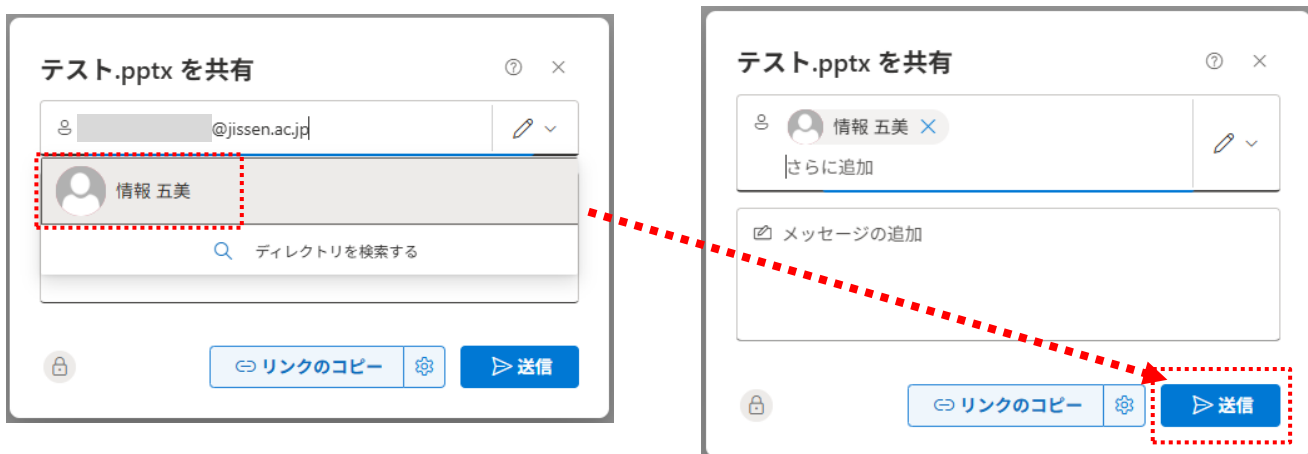 テスト.pptx を共有
@jissen.ac.jp
情報 五美
ディレクトリを検索する
リンクのコピー
送信
テスト.pptx を共有
情報 五美
さらに追加
メッセージの追加
リンクのコピー
送信